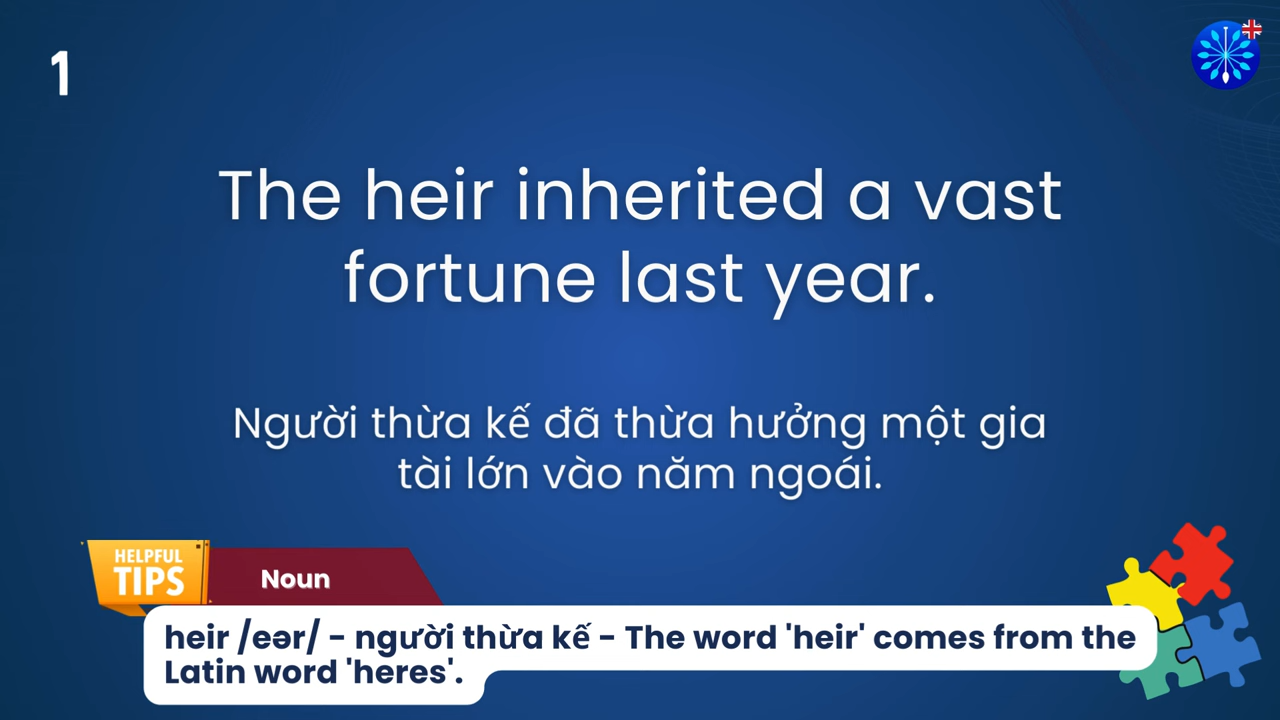 1
The heir inherited a vast
fortune last year.
Người thừa kế đã thừa hưởng một gia
tài lớn vào năm ngoái.
HELPFUL
TIPS
Noun
heir /eər/ - người thừa kế - The word 'heir' comes from the
Latin word 'heres'.